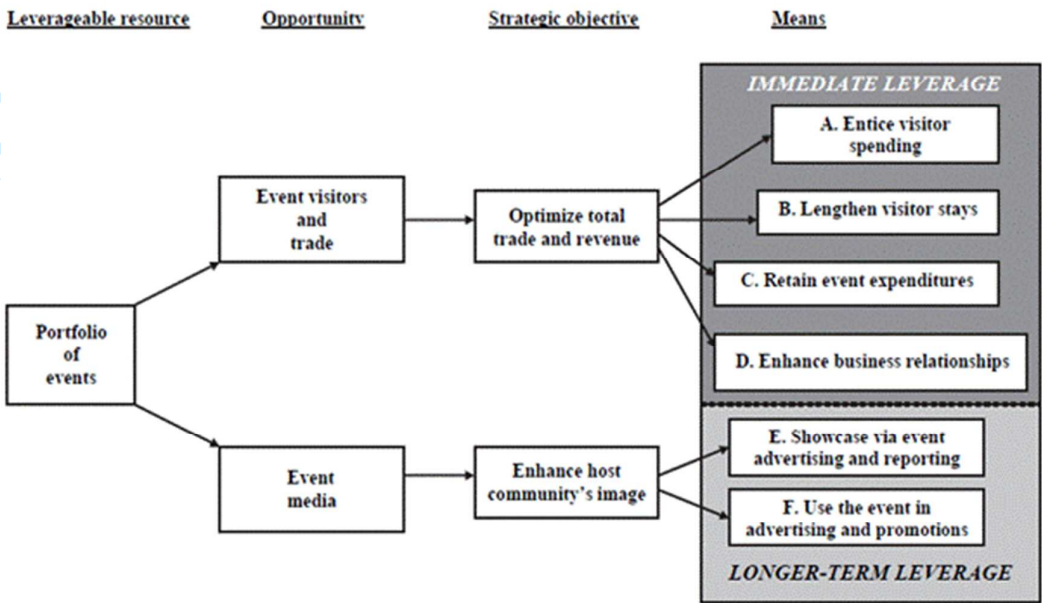 Leverageable resource
Opportunity
Strategic objective
Means
IMMEDIATE LEVERAGE
A. Entice visitor
spending
Event visitors
and
trade
Optimize total
trade and revenue
B. Lengthen visitor stays
C. Retain event expenditures
Portfolio
of
events
D. Enhance business relationships
Event
media
Enhance host
community's image
E. Showcase via event
advertising and reporting
F. Use the event in
advertising and promotions
LONGER-TERM LEVERAGE